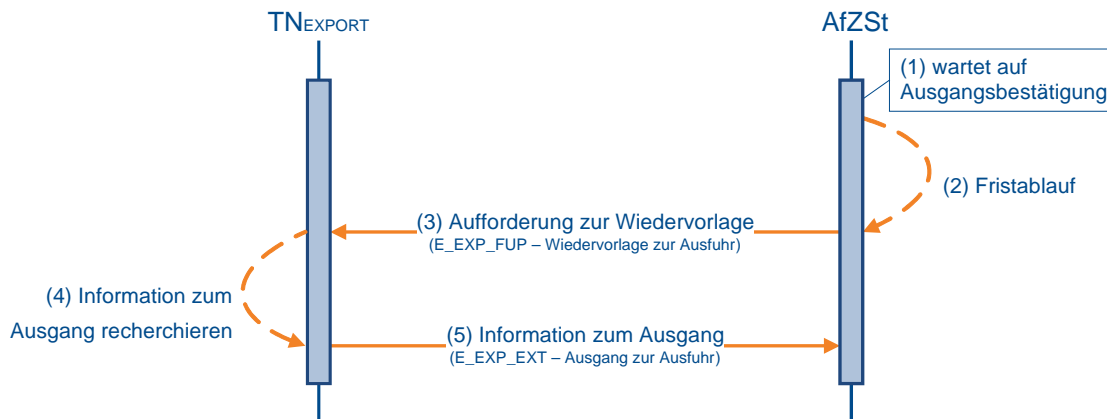 TNEXPORT
AfZSt
(1) wartet auf
Ausgangsbestätigung
(2) Fristablauf
(3) Aufforderung zur Wiedervorlage
(E_EXP_FUP – Wiedervorlage zur Ausfuhr)
(4) Information zum
Ausgang recherchieren
(5) Information zum Ausgang
(E_EXP_EXT – Ausgang zur Ausfuhr)